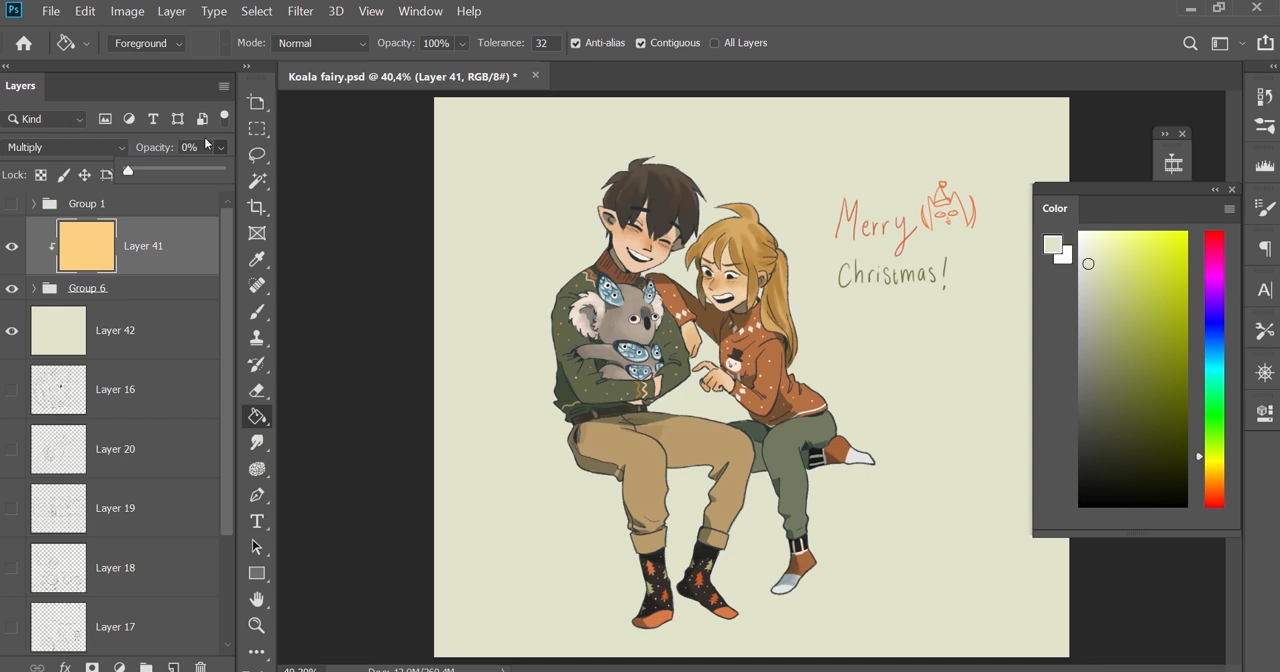 Ps File Edit Image Layer Type Select Filter 3D View Window Help
Foreground Mode: Normal Opacity: 100% Tolerance: 32 Anti-alias Contiguous All Layers
Koala fairy.psd @ 40,4% (Layer 41, RGB/8#) *
Layers
Kind
Multiply Opacity: 0%
Lock:
Group 1
Layer 41
Group 6
Layer 42
Layer 16
Layer 20
Layer 19
Layer 18
Layer 17
fx
Merry
Christmas!
Color